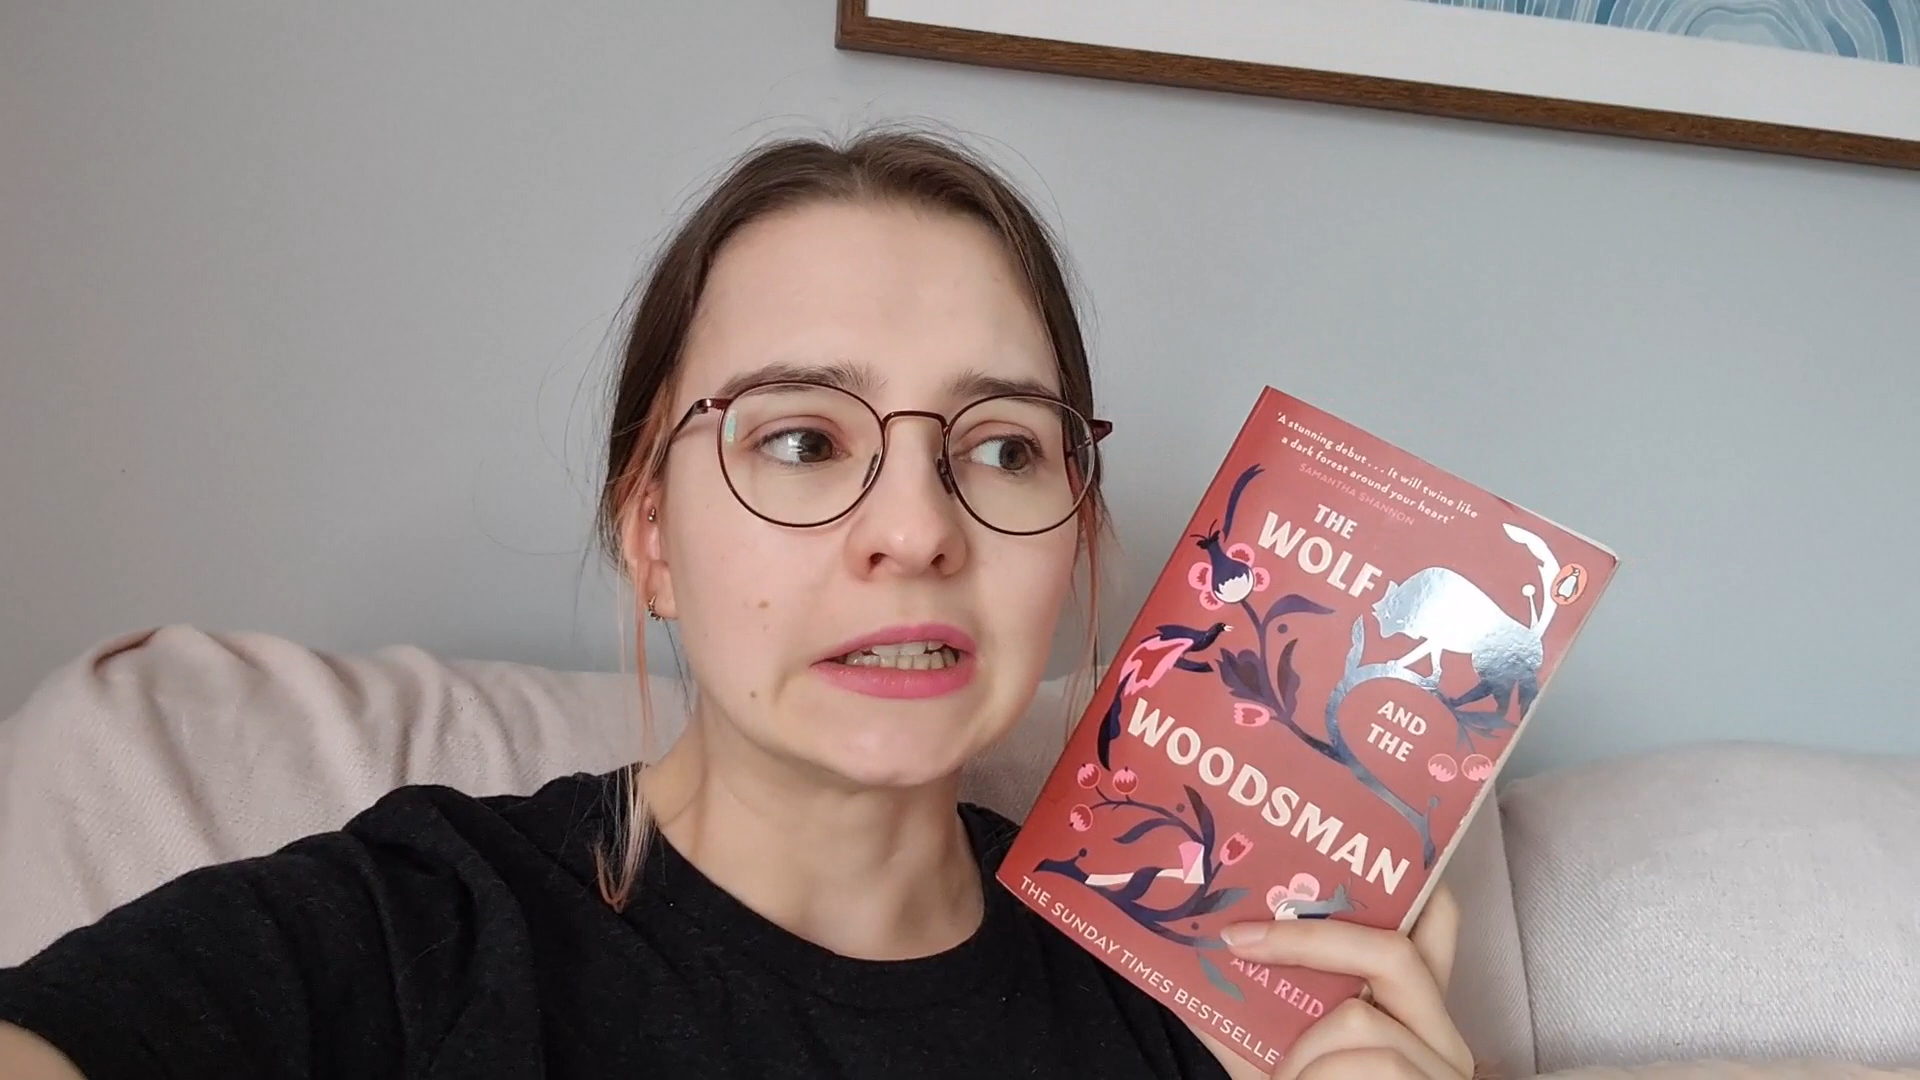 'A stunning debut... It will twine like
a dark forest around your heart'
SAMANTHA SHANNON
THE
WOLF
AND
THE
WOODSMAN
AVA REID
THE SUNDAY TIMES BESTSELLE